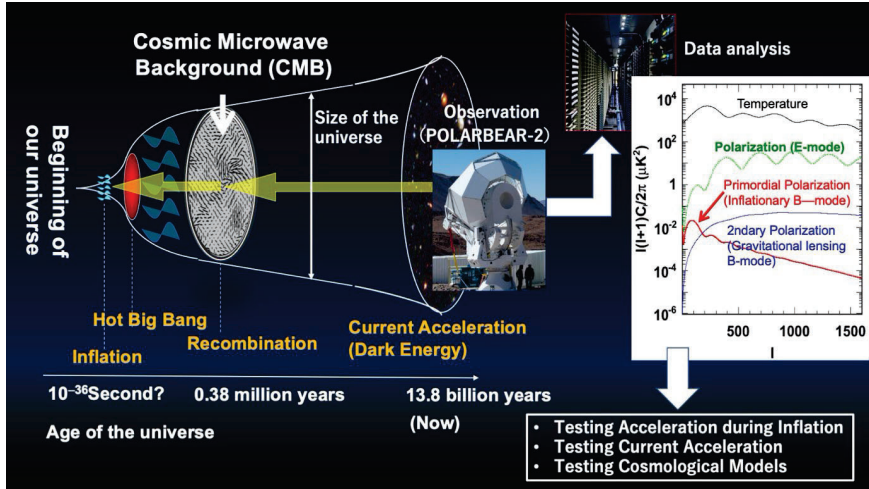 Cosmic Microwave
Background (CMB)
Beginning of
our universe
Size of the
universe
Observation
(POLARBEAR-2)
Data analysis
Hot Big Bang
Inflation
Recombination
Current Acceleration
(Dark Energy)
10⁻³⁶Second?
0.38 million years
13.8 billion years
(Now)
Age of the universe
l(l+1)C/2π (μK²)
10⁴
10²
1
10⁻²
10⁻⁴
10⁻⁶
Temperature
Polarization (E-mode)
Primordial Polarization
(Inflationary B—mode)
2ndary Polarization
(Gravitational lensing
B-mode)
500
1000
1500
l
• Testing Acceleration during Inflation
• Testing Current Acceleration
• Testing Cosmological Models